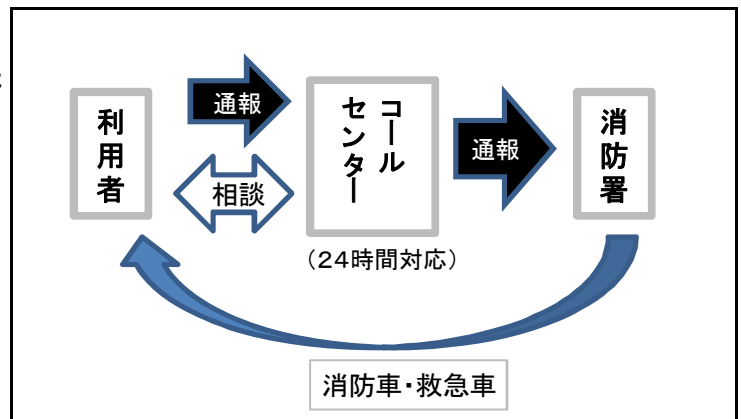 利用者
通報
相談
コール
センター
(24時間対応)
通報
消防署
消防車・救急車